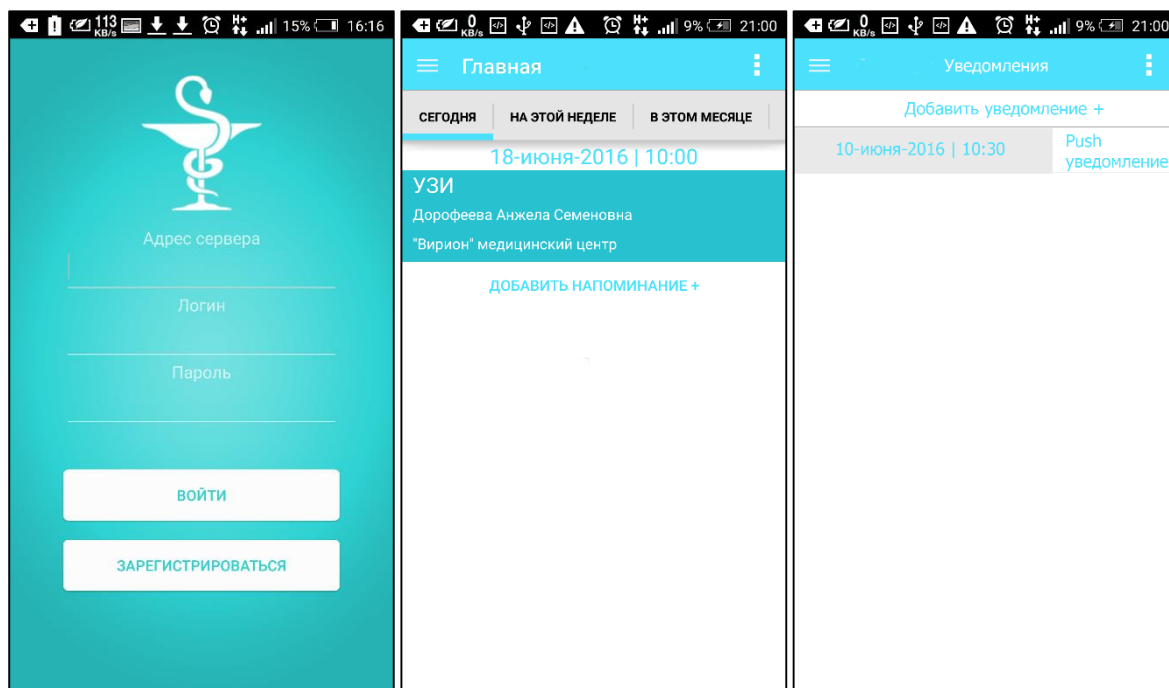 113
KB/s
H+
15%
16:16
Адрес сервера
Логин
Пароль
ВОЙТИ
ЗАРЕГИСТРИРОВАТЬСЯ
0
KB/s
H+
9%
21:00
Главная
СЕГОДНЯ
НА ЭТОЙ НЕДЕЛЕ
В ЭТОМ МЕСЯЦЕ
18-июня-2016 | 10:00
УЗИ
Дорофеева Анжела Семеновна
"Вирион" медицинский центр
ДОБАВИТЬ НАПОМИНАНИЕ +
0
KB/s
H+
9%
21:00
Уведомления
Добавить уведомление +
10-июня-2016 | 10:30
Push
уведомление